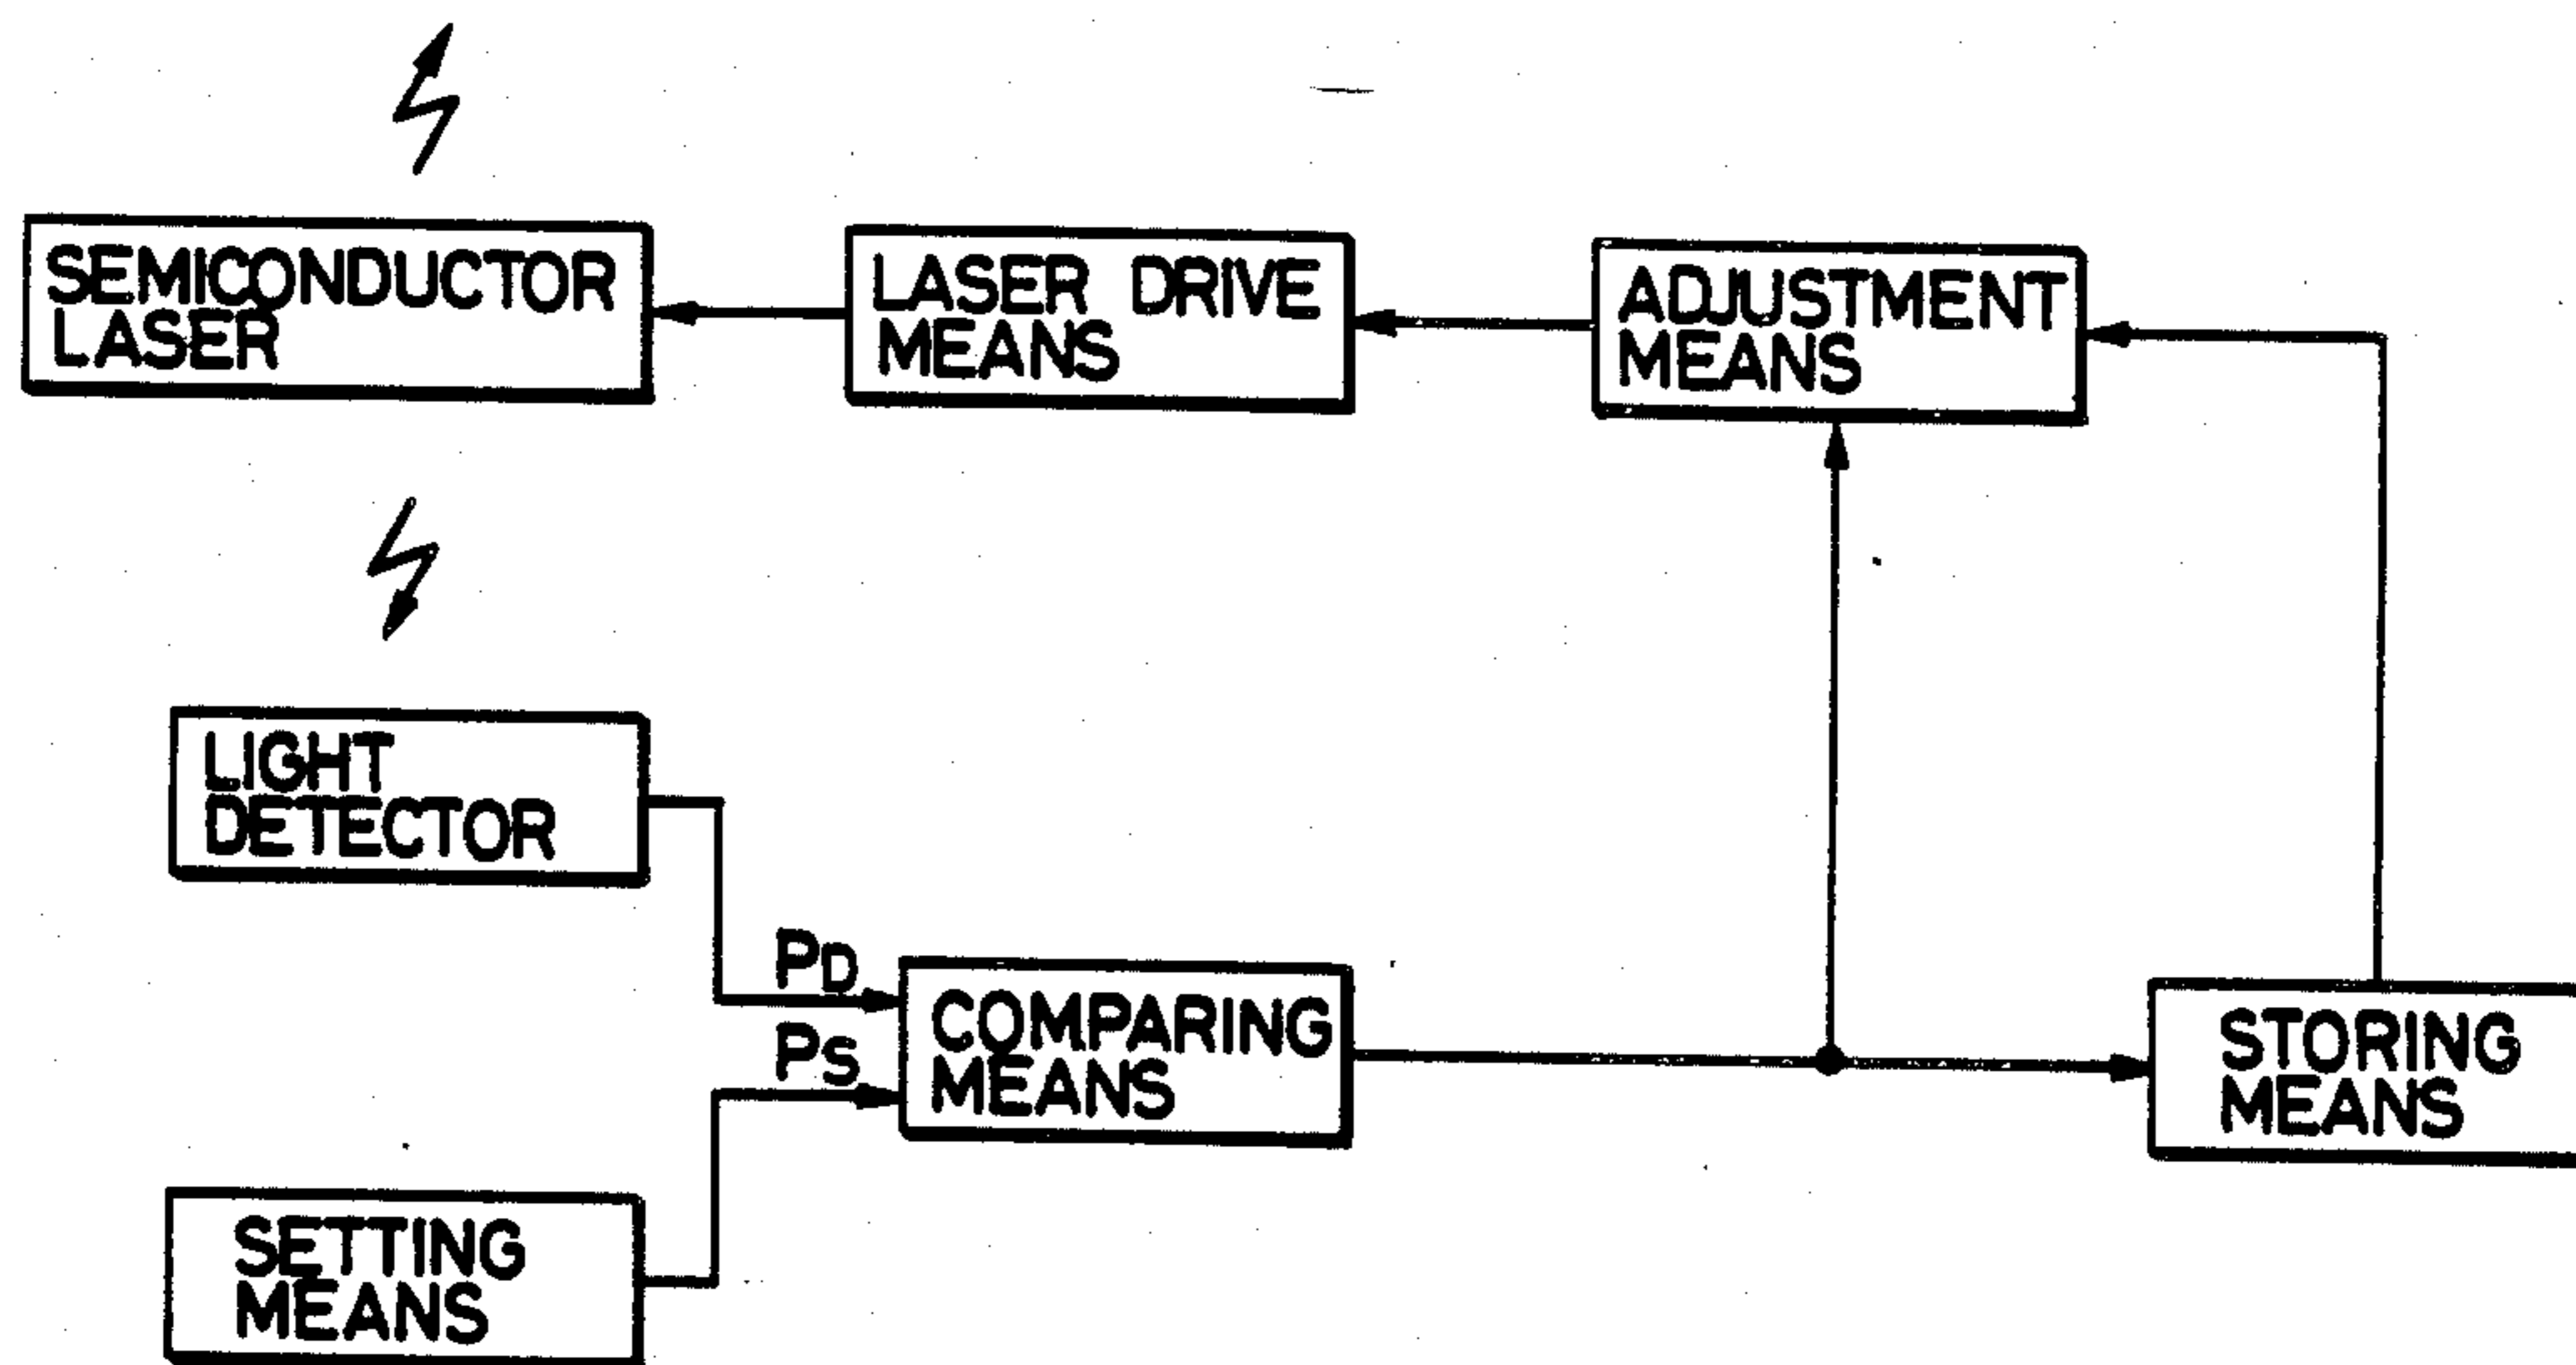 SEMICONDUCTOR
LASER
LASER DRIVE
MEANS
ADJUSTMENT
MEANS
LIGHT
DETECTOR
PD
PS
COMPARING
MEANS
STORING
MEANS
SETTING
MEANS